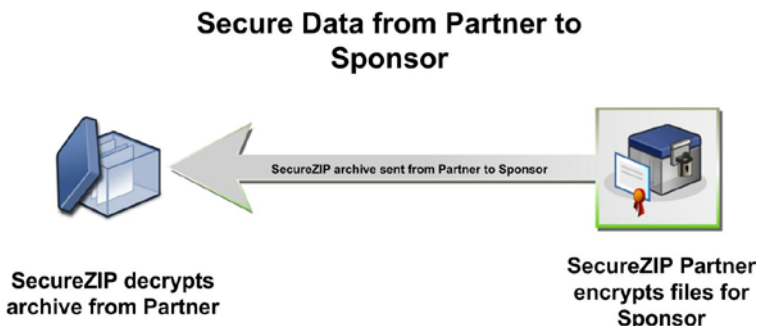 Secure Data from Partner to
Sponsor
SecureZIP archive sent from Partner to Sponsor
SecureZIP decrypts
archive from Partner
SecureZIP Partner
encrypts files for
Sponsor